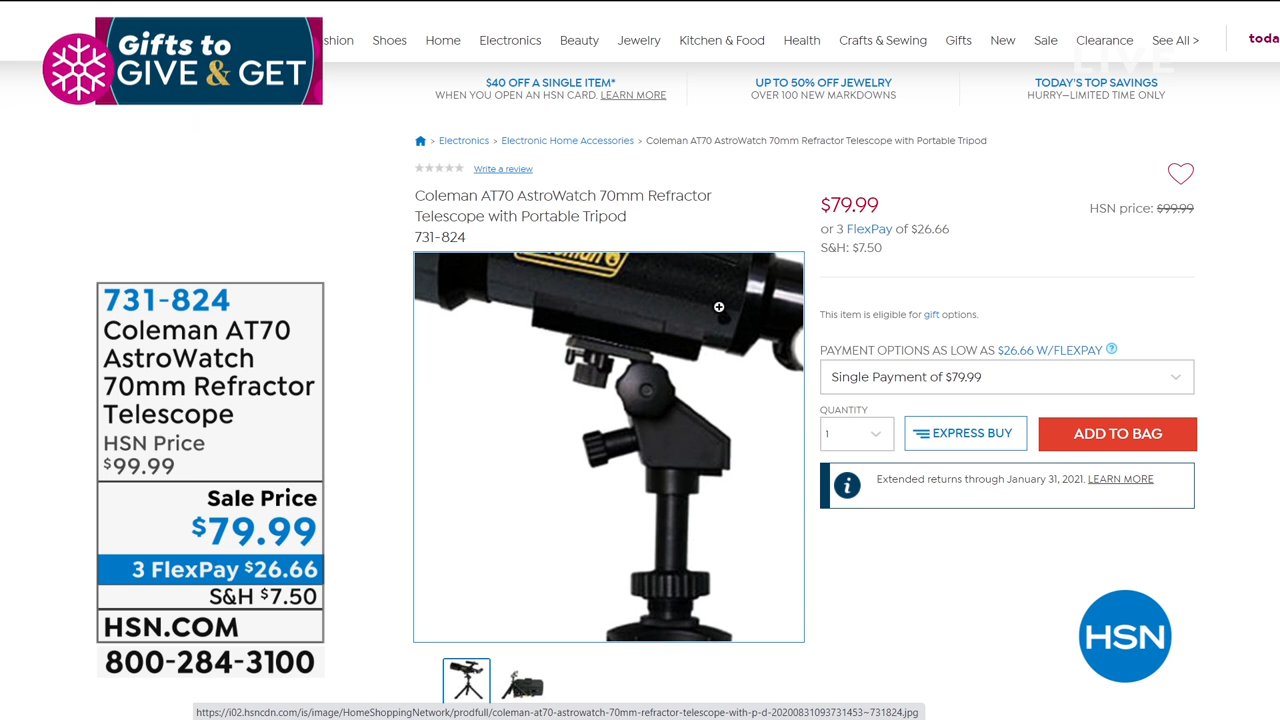 Gifts to
GIVE & GET
shion Shoes Home Electronics Beauty Jewelry Kitchen & Food Health Crafts & Sewing Gifts New Sale Clearance See All > toda
LIVE
$40 OFF A SINGLE ITEM*
WHEN YOU OPEN AN HSN CARD. LEARN MORE
UP TO 50% OFF JEWELRY
OVER 100 NEW MARKDOWNS
TODAY'S TOP SAVINGS
HURRY—LIMITED TIME ONLY
> Electronics > Electronic Home Accessories > Coleman AT70 AstroWatch 70mm Refractor Telescope with Portable Tripod
Write a review
Coleman AT70 AstroWatch 70mm Refractor
Telescope with Portable Tripod
731-824
$79.99
HSN price: $99.99
or 3 FlexPay of $26.66
S&H: $7.50
This item is eligible for gift options.
PAYMENT OPTIONS AS LOW AS $26.66 W/FLEXPAY ?
Single Payment of $79.99
QUANTITY
1
EXPRESS BUY
ADD TO BAG
i
Extended returns through January 31, 2021. LEARN MORE
731-824
Coleman AT70
AstroWatch
70mm Refractor
Telescope
HSN Price
$99.99
Sale Price
$79.99
3 FlexPay $26.66
S&H $7.50
HSN.COM
800-284-3100
HSN
https://i02.hsncdn.com/is/image/HomeShoppingNetwork/prodfull/coleman-at70-astrowatch-70mm-refractor-telescope-with-p-d-20200831093731453~731824.jpg